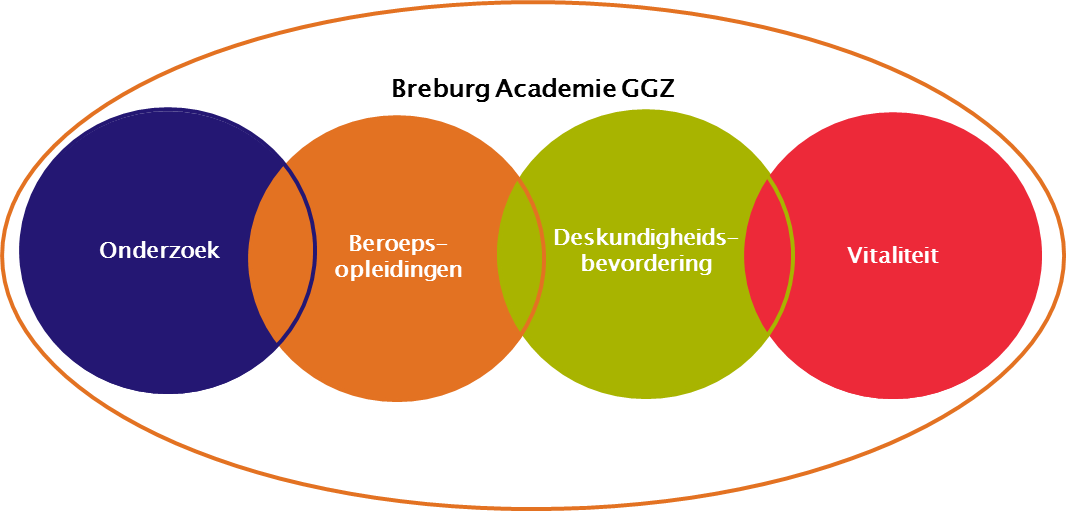 Breburg Academie GGZ
Onderzoek
Beroeps-
opleidingen
Deskundigheids-
bevordering
Vitaliteit